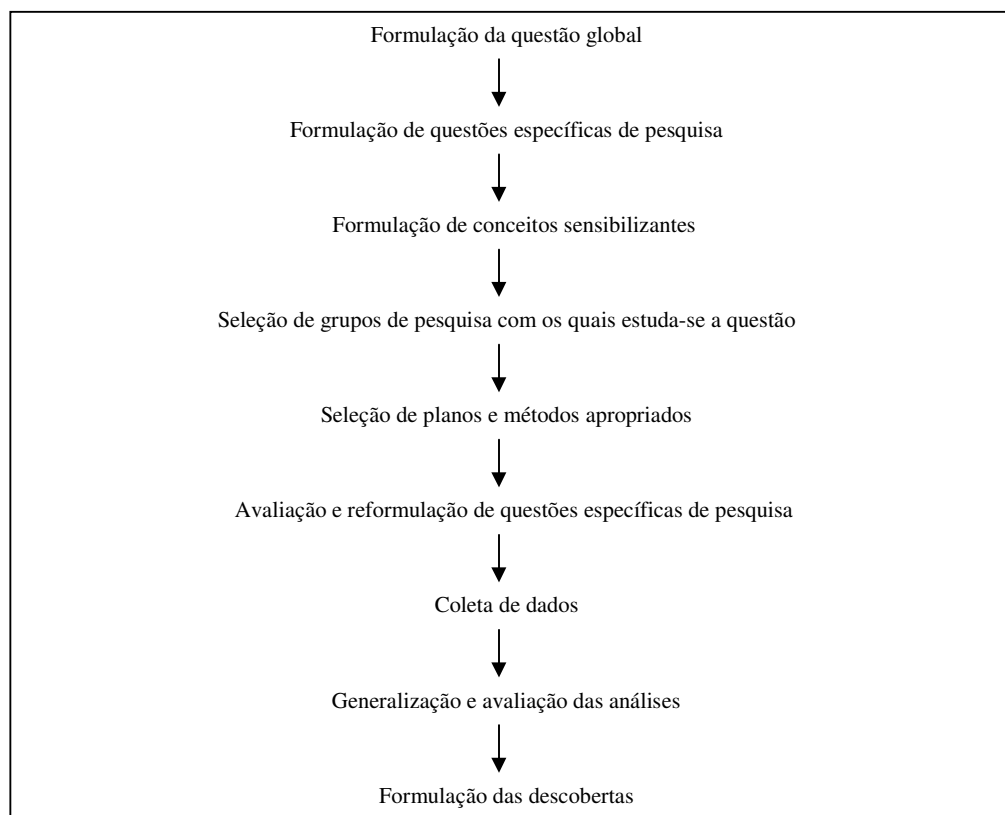 Formulação da questão global
Formulação de questões específicas de pesquisa
Formulação de conceitos sensibilizantes
Seleção de grupos de pesquisa com os quais estuda-se a questão
Seleção de planos e métodos apropriados
Avaliação e reformulação de questões específicas de pesquisa
Coleta de dados
Generalização e avaliação das análises
Formulação das descobertas